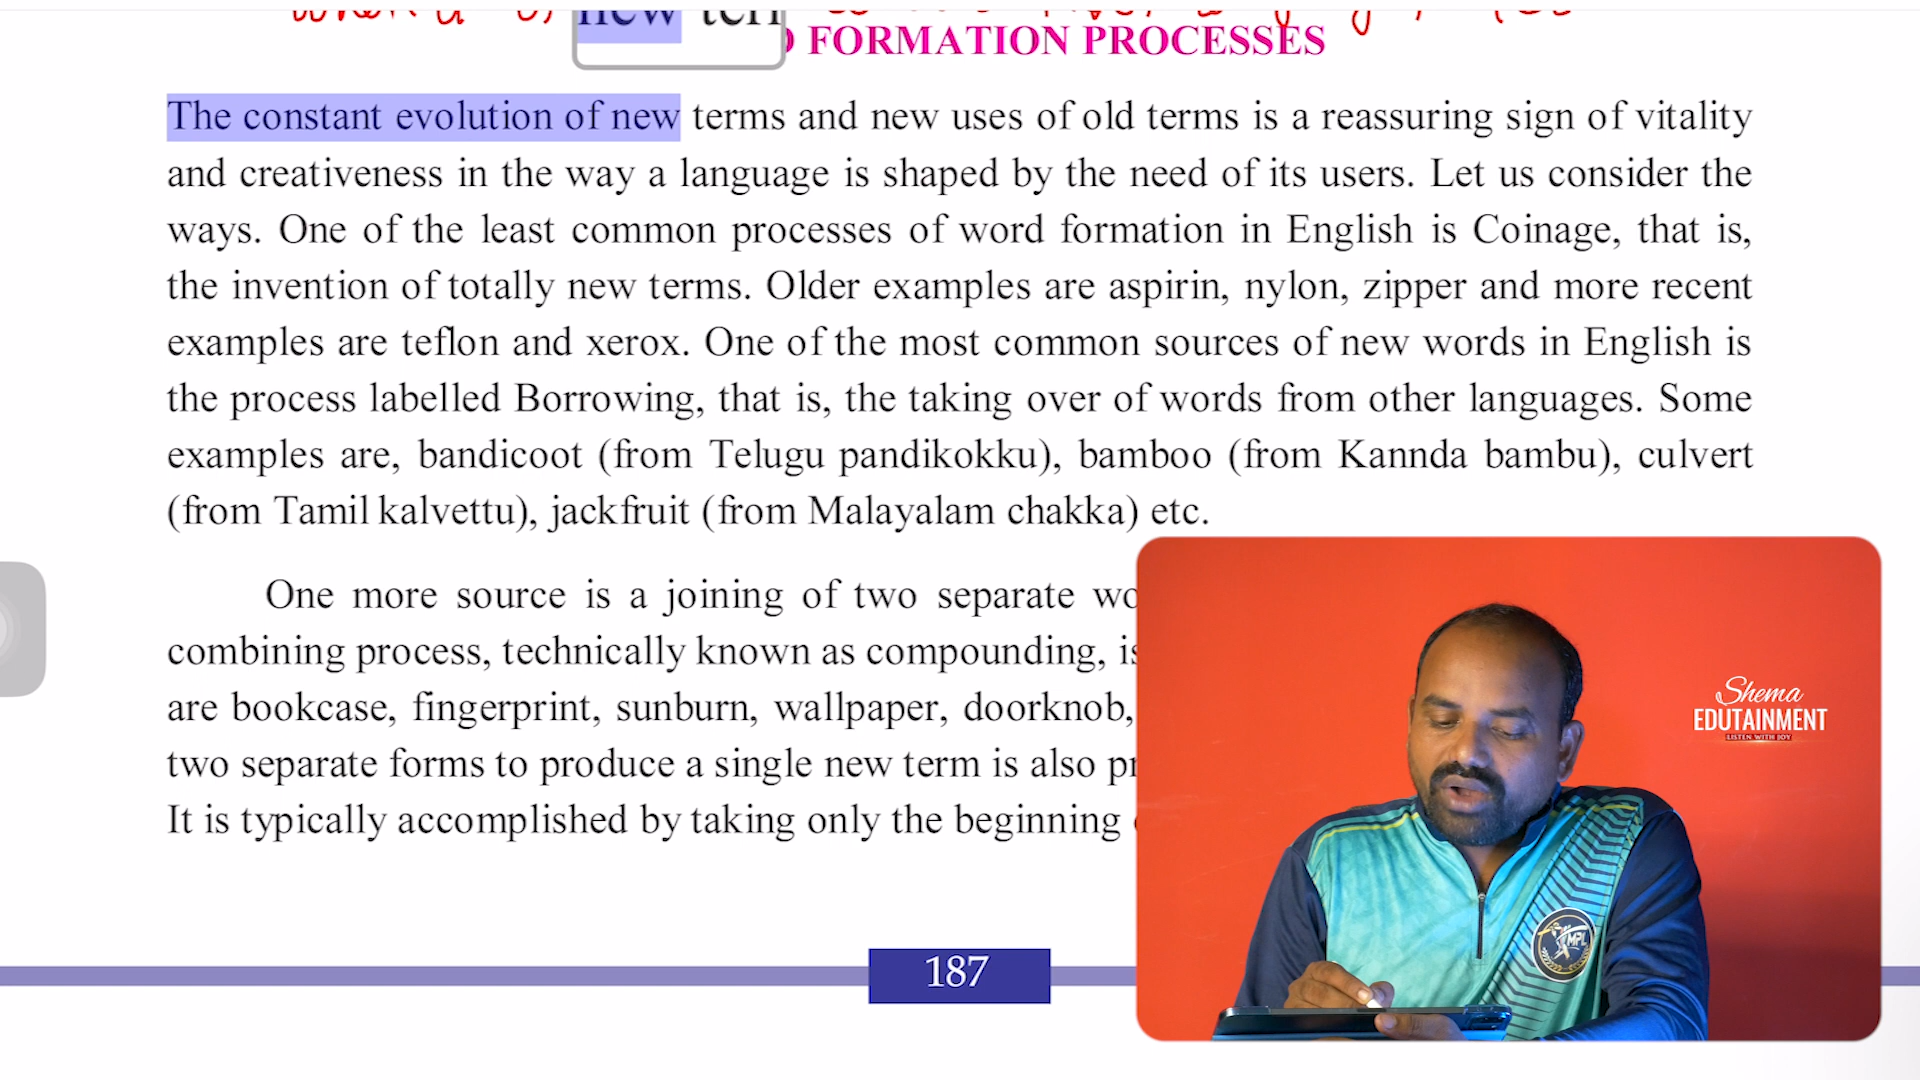 new ten
FORMATION PROCESSES
The constant evolution of new terms and new uses of old terms is a reassuring sign of vitality
and creativeness in the way a language is shaped by the need of its users. Let us consider the
ways. One of the least common processes of word formation in English is Coinage, that is,
the invention of totally new terms. Older examples are aspirin, nylon, zipper and more recent
examples are teflon and xerox. One of the most common sources of new words in English is
the process labelled Borrowing, that is, the taking over of words from other languages. Some
examples are, bandicoot (from Telugu pandikokku), bamboo (from Kannda bambu), culvert
(from Tamil kalvettu), jackfruit (from Malayalam chakka) etc.
One more source is a joining of two separate wo
combining process, technically known as compounding, is
are bookcase, fingerprint, sunburn, wallpaper, doorknob,
two separate forms to produce a single new term is also pr
It is typically accomplished by taking only the beginning
187
Shema
EDUTAINMENT
LISTEN WITH JOY
MPL